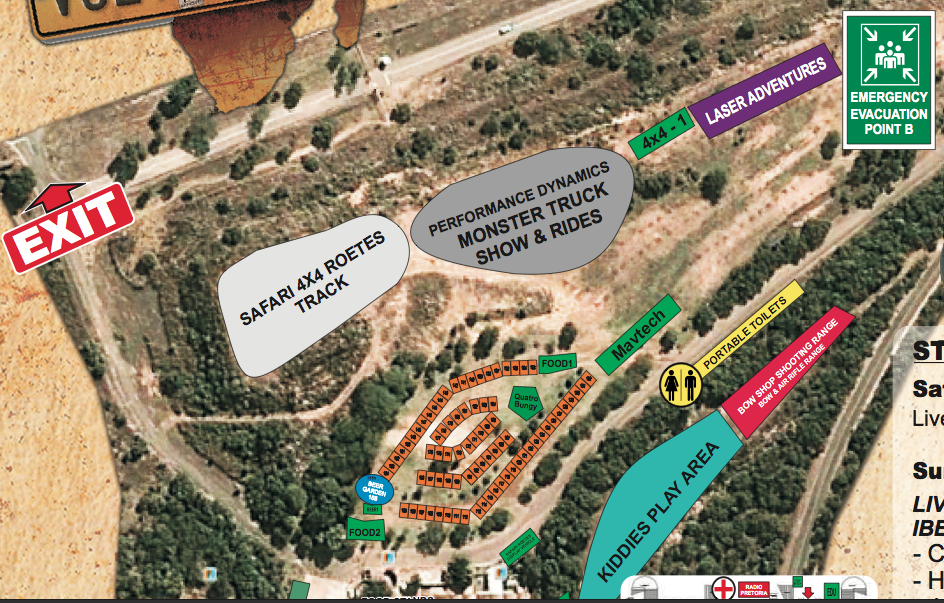 EMERGENCY
EVACUATION
POINT B
LASER ADVENTURES
4x4 - 1
EXIT
PERFORMANCE DYNAMICS
MONSTER TRUCK
SHOW & RIDES
SAFARI 4X4 ROETES
TRACK
Mavtech
PORTABLE TOILETS
BOW SHOP SHOOTING RANGE
BOW & AIR RIFLE RANGE
FOOD1
Quatro
Bungy
KIDDIES PLAY AREA
BEER
GARDEN
FOOD2
ST
Sa
Live
Su
LIV
IBE
- C
- H
RADIO
PRETORIA
EDU